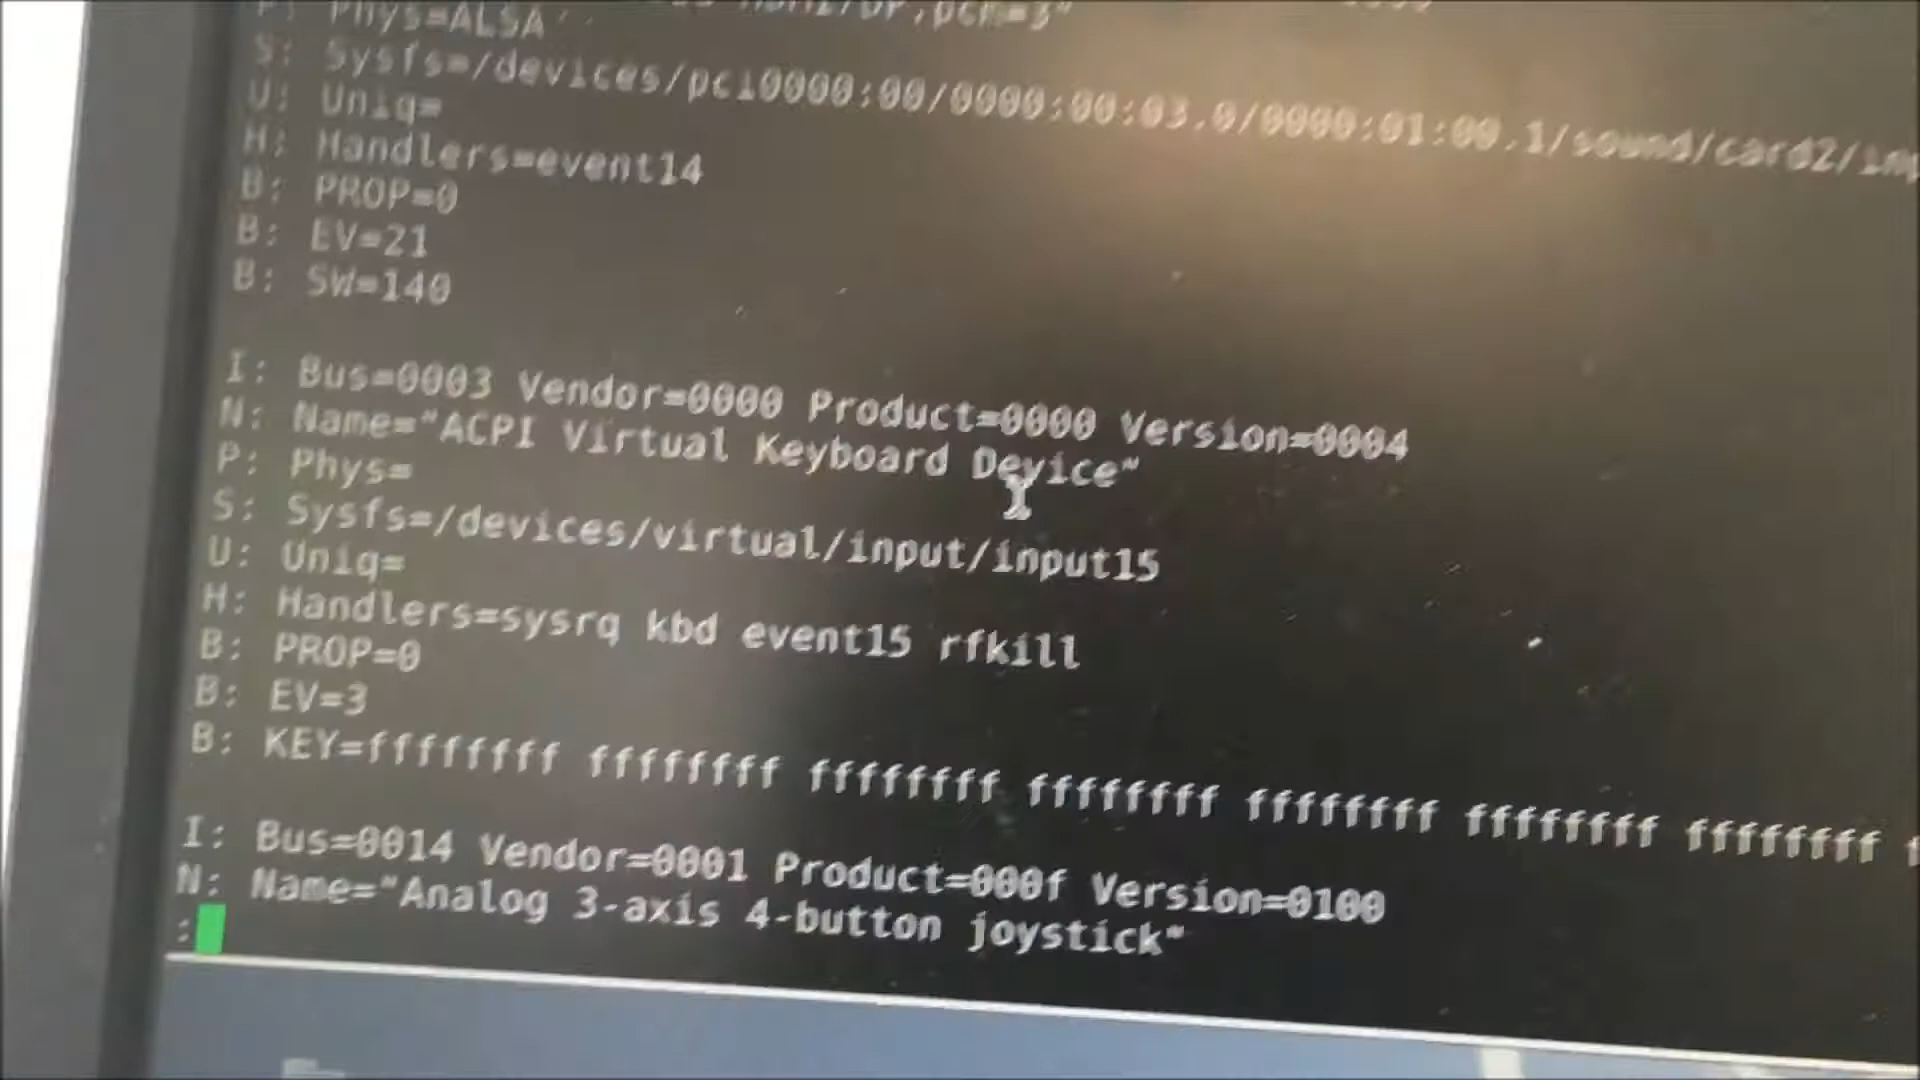 P: Phys=ALSA
S: Sysfs=/devices/pci0000:00/0000:00:03.0/0000:01:00.1/sound/card2/inp
U: Uniq=
H: Handlers=event14
B: PROP=0
B: EV=21
B: SW=140
I: Bus=0003 Vendor=0000 Product=0000 Version=0004
N: Name="ACPI Virtual Keyboard Device"
P: Phys=
S: Sysfs=/devices/virtual/input/input15
U: Uniq=
H: Handlers=sysrq kbd event15 rfkill
B: PROP=0
B: EV=3
B: KEY=ffffffff ffffffff ffffffff ffffffff ffffffff ffffffff ffffffff f
I: Bus=0014 Vendor=0001 Product=000f Version=0100
N: Name="Analog 3-axis 4-button joystick"
: